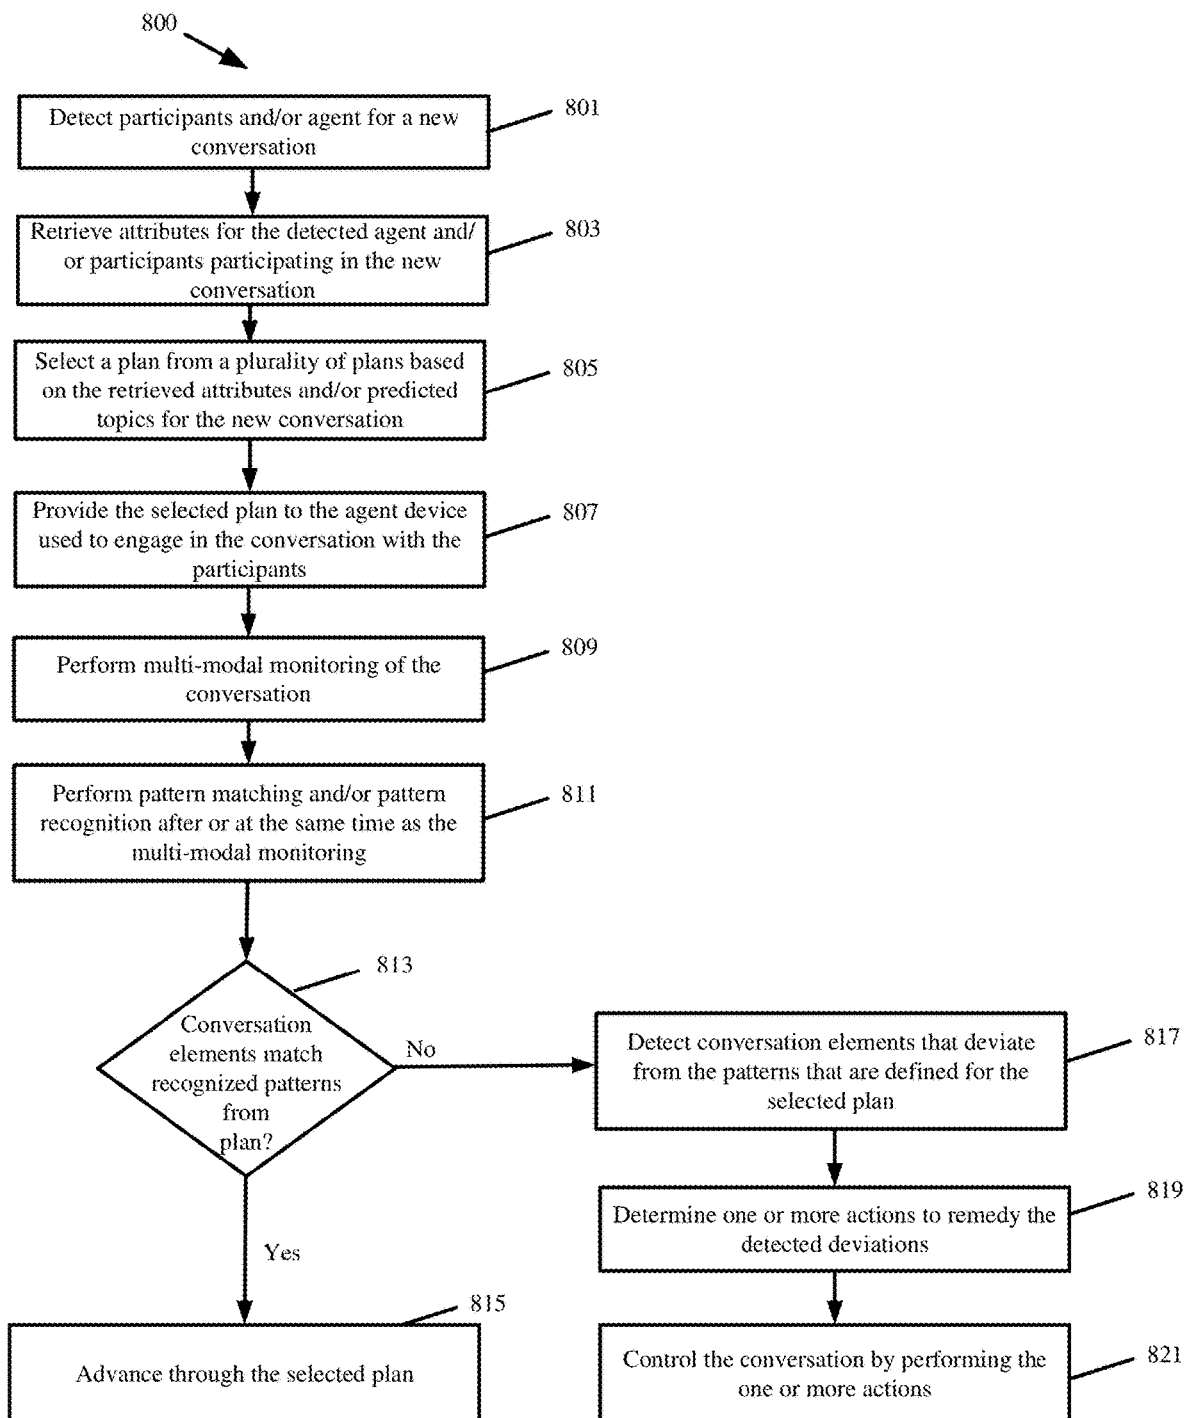 800
Detect participants and/or agent for a new
conversation
801
Retrieve attributes for the detected agent and/
or participants participating in the new
conversation
803
Select a plan from a plurality of plans based
on the retrieved attributes and/or predicted
topics for the new conversation
805
Provide the selected plan to the agent device
used to engage in the conversation with the
participants
807
Perform multi-modal monitoring of the
conversation
809
Perform pattern matching and/or pattern
recognition after or at the same time as the
multi-modal monitoring
811
813
Conversation
elements match
recognized patterns
from
plan?
No
Yes
Advance through the selected plan
815
Detect conversation elements that deviate
from the patterns that are defined for the
selected plan
817
Determine one or more actions to remedy the
detected deviations
819
Control the conversation by performing the
one or more actions
821